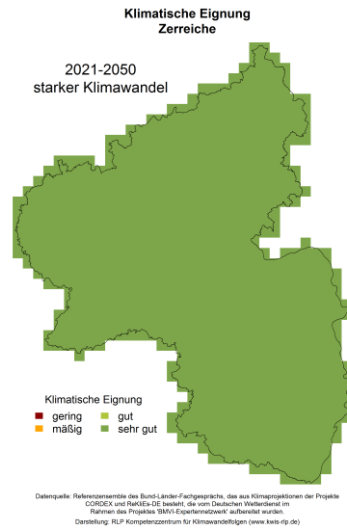 Klimatische Eignung
Zerreiche
2021-2050
starker Klimawandel
Klimatische Eignung
gering
gut
mäßig
sehr gut
Datenquelle: Referenzensemble des Bund-Länder-Fachgesprächs, das aus Klimaprojektionen der Projekte
CORDEX und ReKliEs-DE besteht, die vom Deutschen Wetterdienst im
Rahmen des Projektes 'BMVI-Expertennetzwerk' aufbereitet wurden.
Darstellung: RLP Kompetenzzentrum für Klimawandelfolgen (www.kwis-rlp.de)